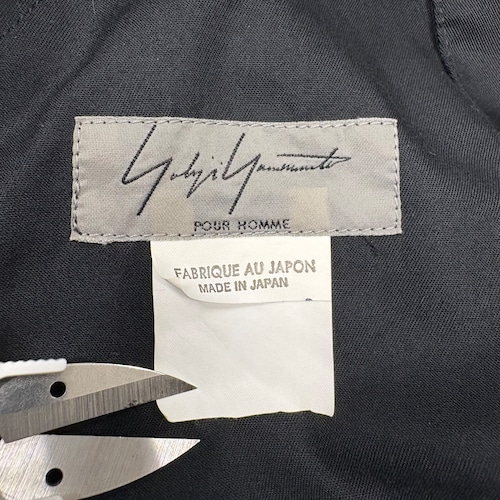 Yohji Yamamoto
POUR HOMME
FABRIQUE AU JAPON
MADE IN JAPAN